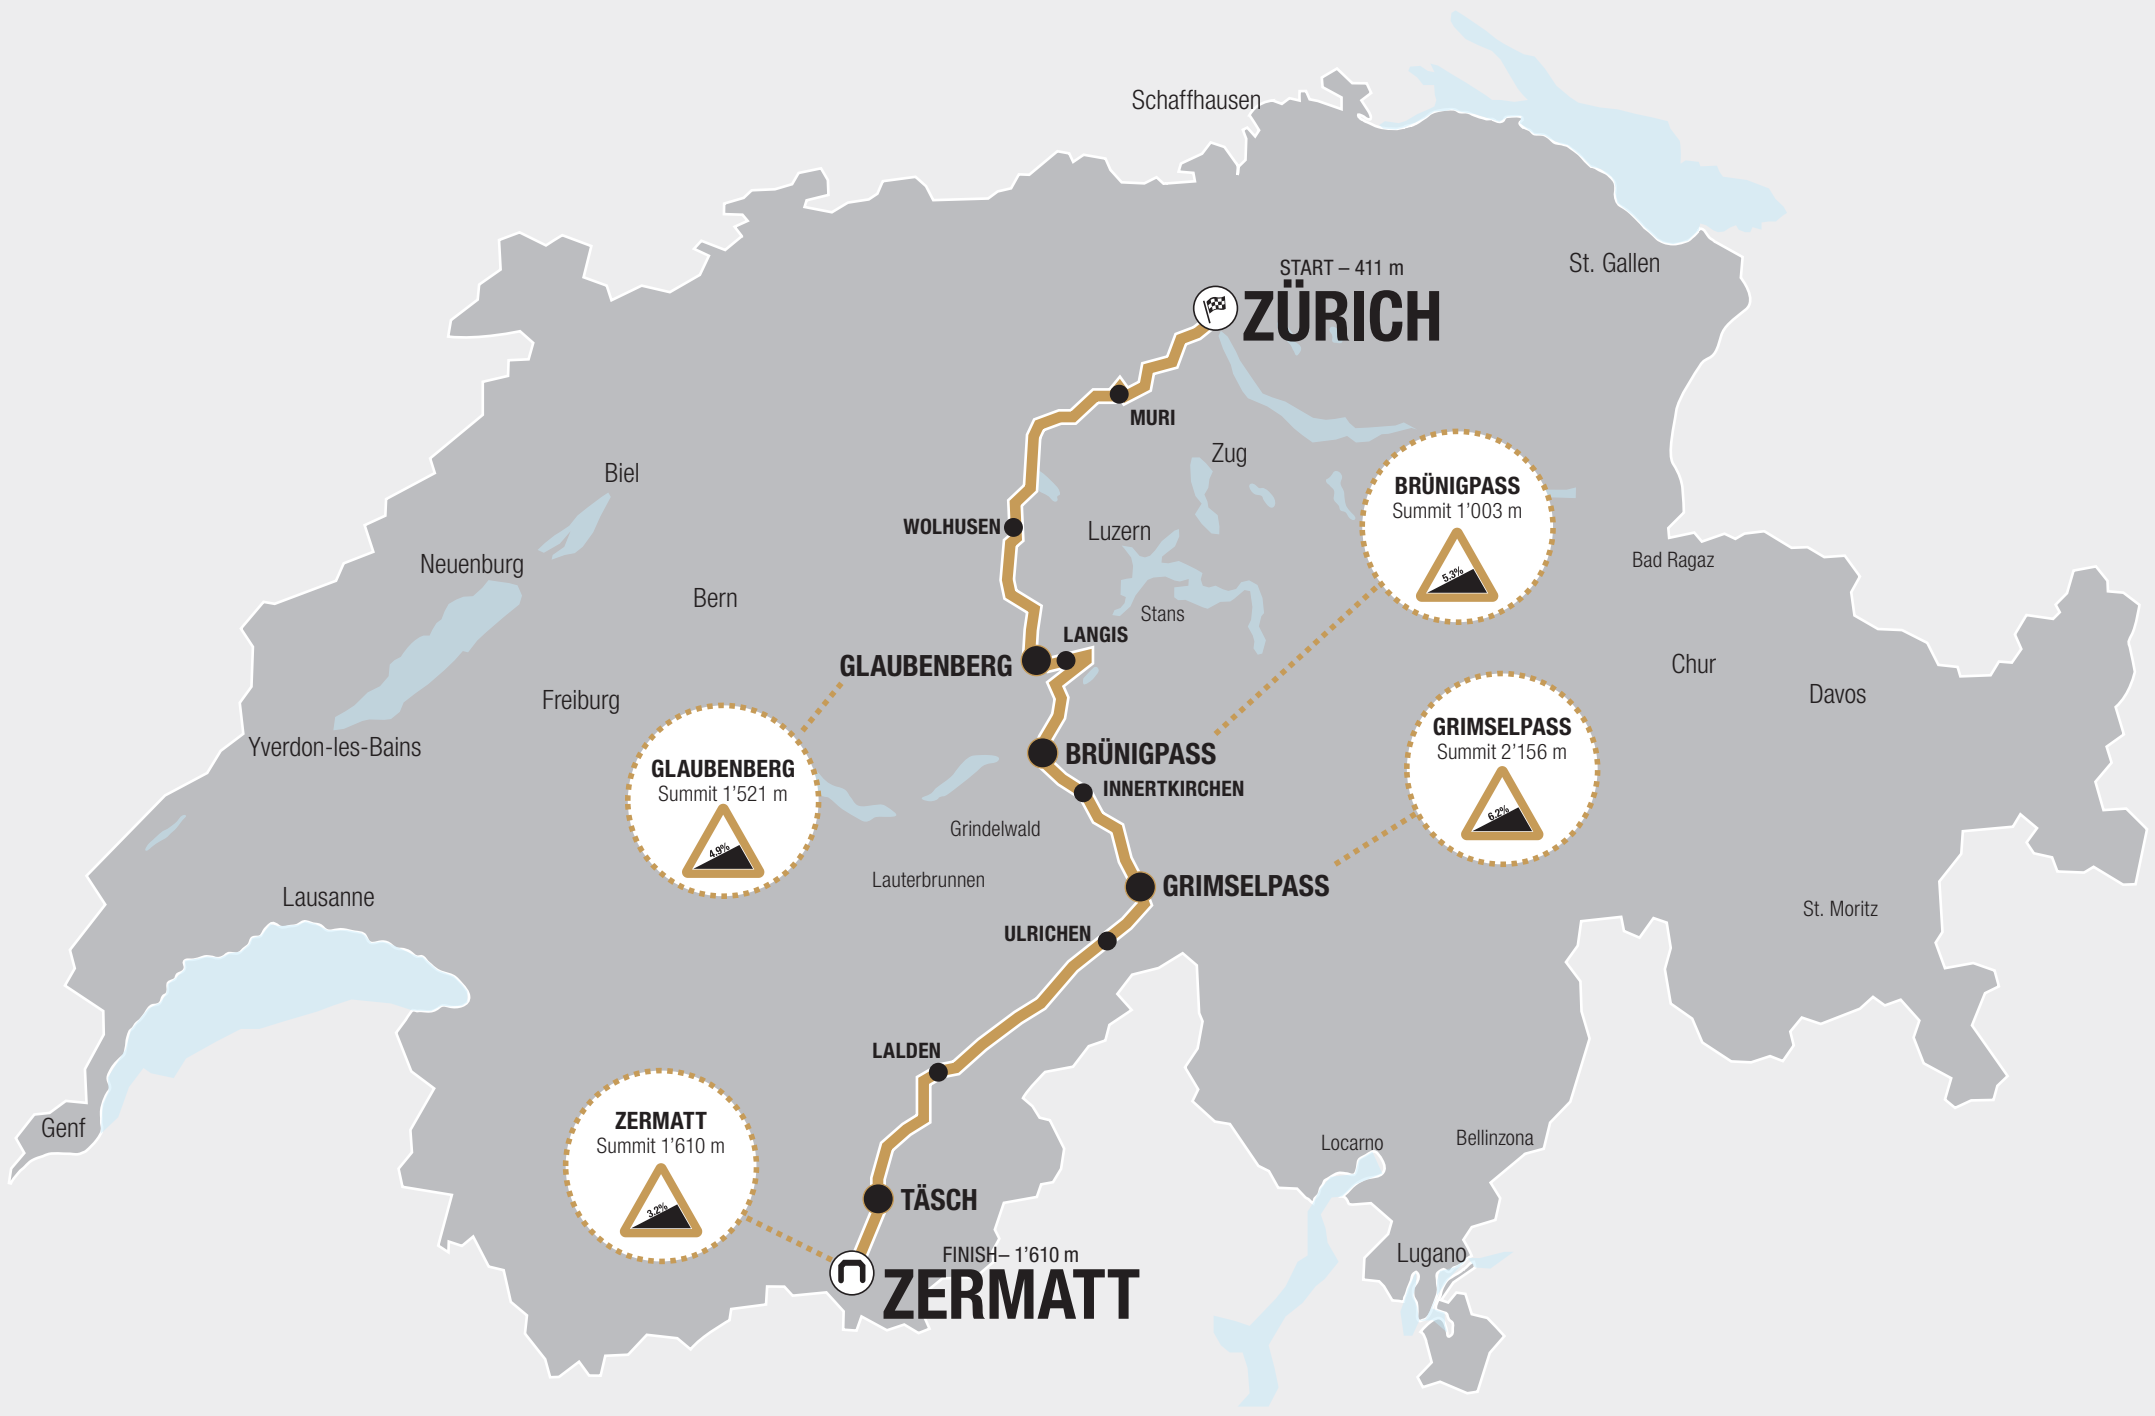 Schaffhausen
START – 411 m
ZÜRICH
St. Gallen
MURI
Zug
Biel
BRÜNIGPASS
Summit 1’003 m
5.3%
WOLHUSEN
Luzern
Neuenburg
Bad Ragaz
Bern
Stans
LANGIS
GLAUBENBERG
Chur
Davos
Freiburg
Yverdon-les-Bains
BRÜNIGPASS
GRIMSELPASS
Summit 2’156 m
6.2%
GLAUBENBERG
Summit 1’521 m
4.9%
INNERTKIRCHEN
Grindelwald
Lauterbrunnen
GRIMSELPASS
Lausanne
St. Moritz
ULRICHEN
LALDEN
Genf
ZERMATT
Summit 1’610 m
3.2%
Locarno
Bellinzona
TÄSCH
FINISH– 1’610 m
ZERMATT
Lugano